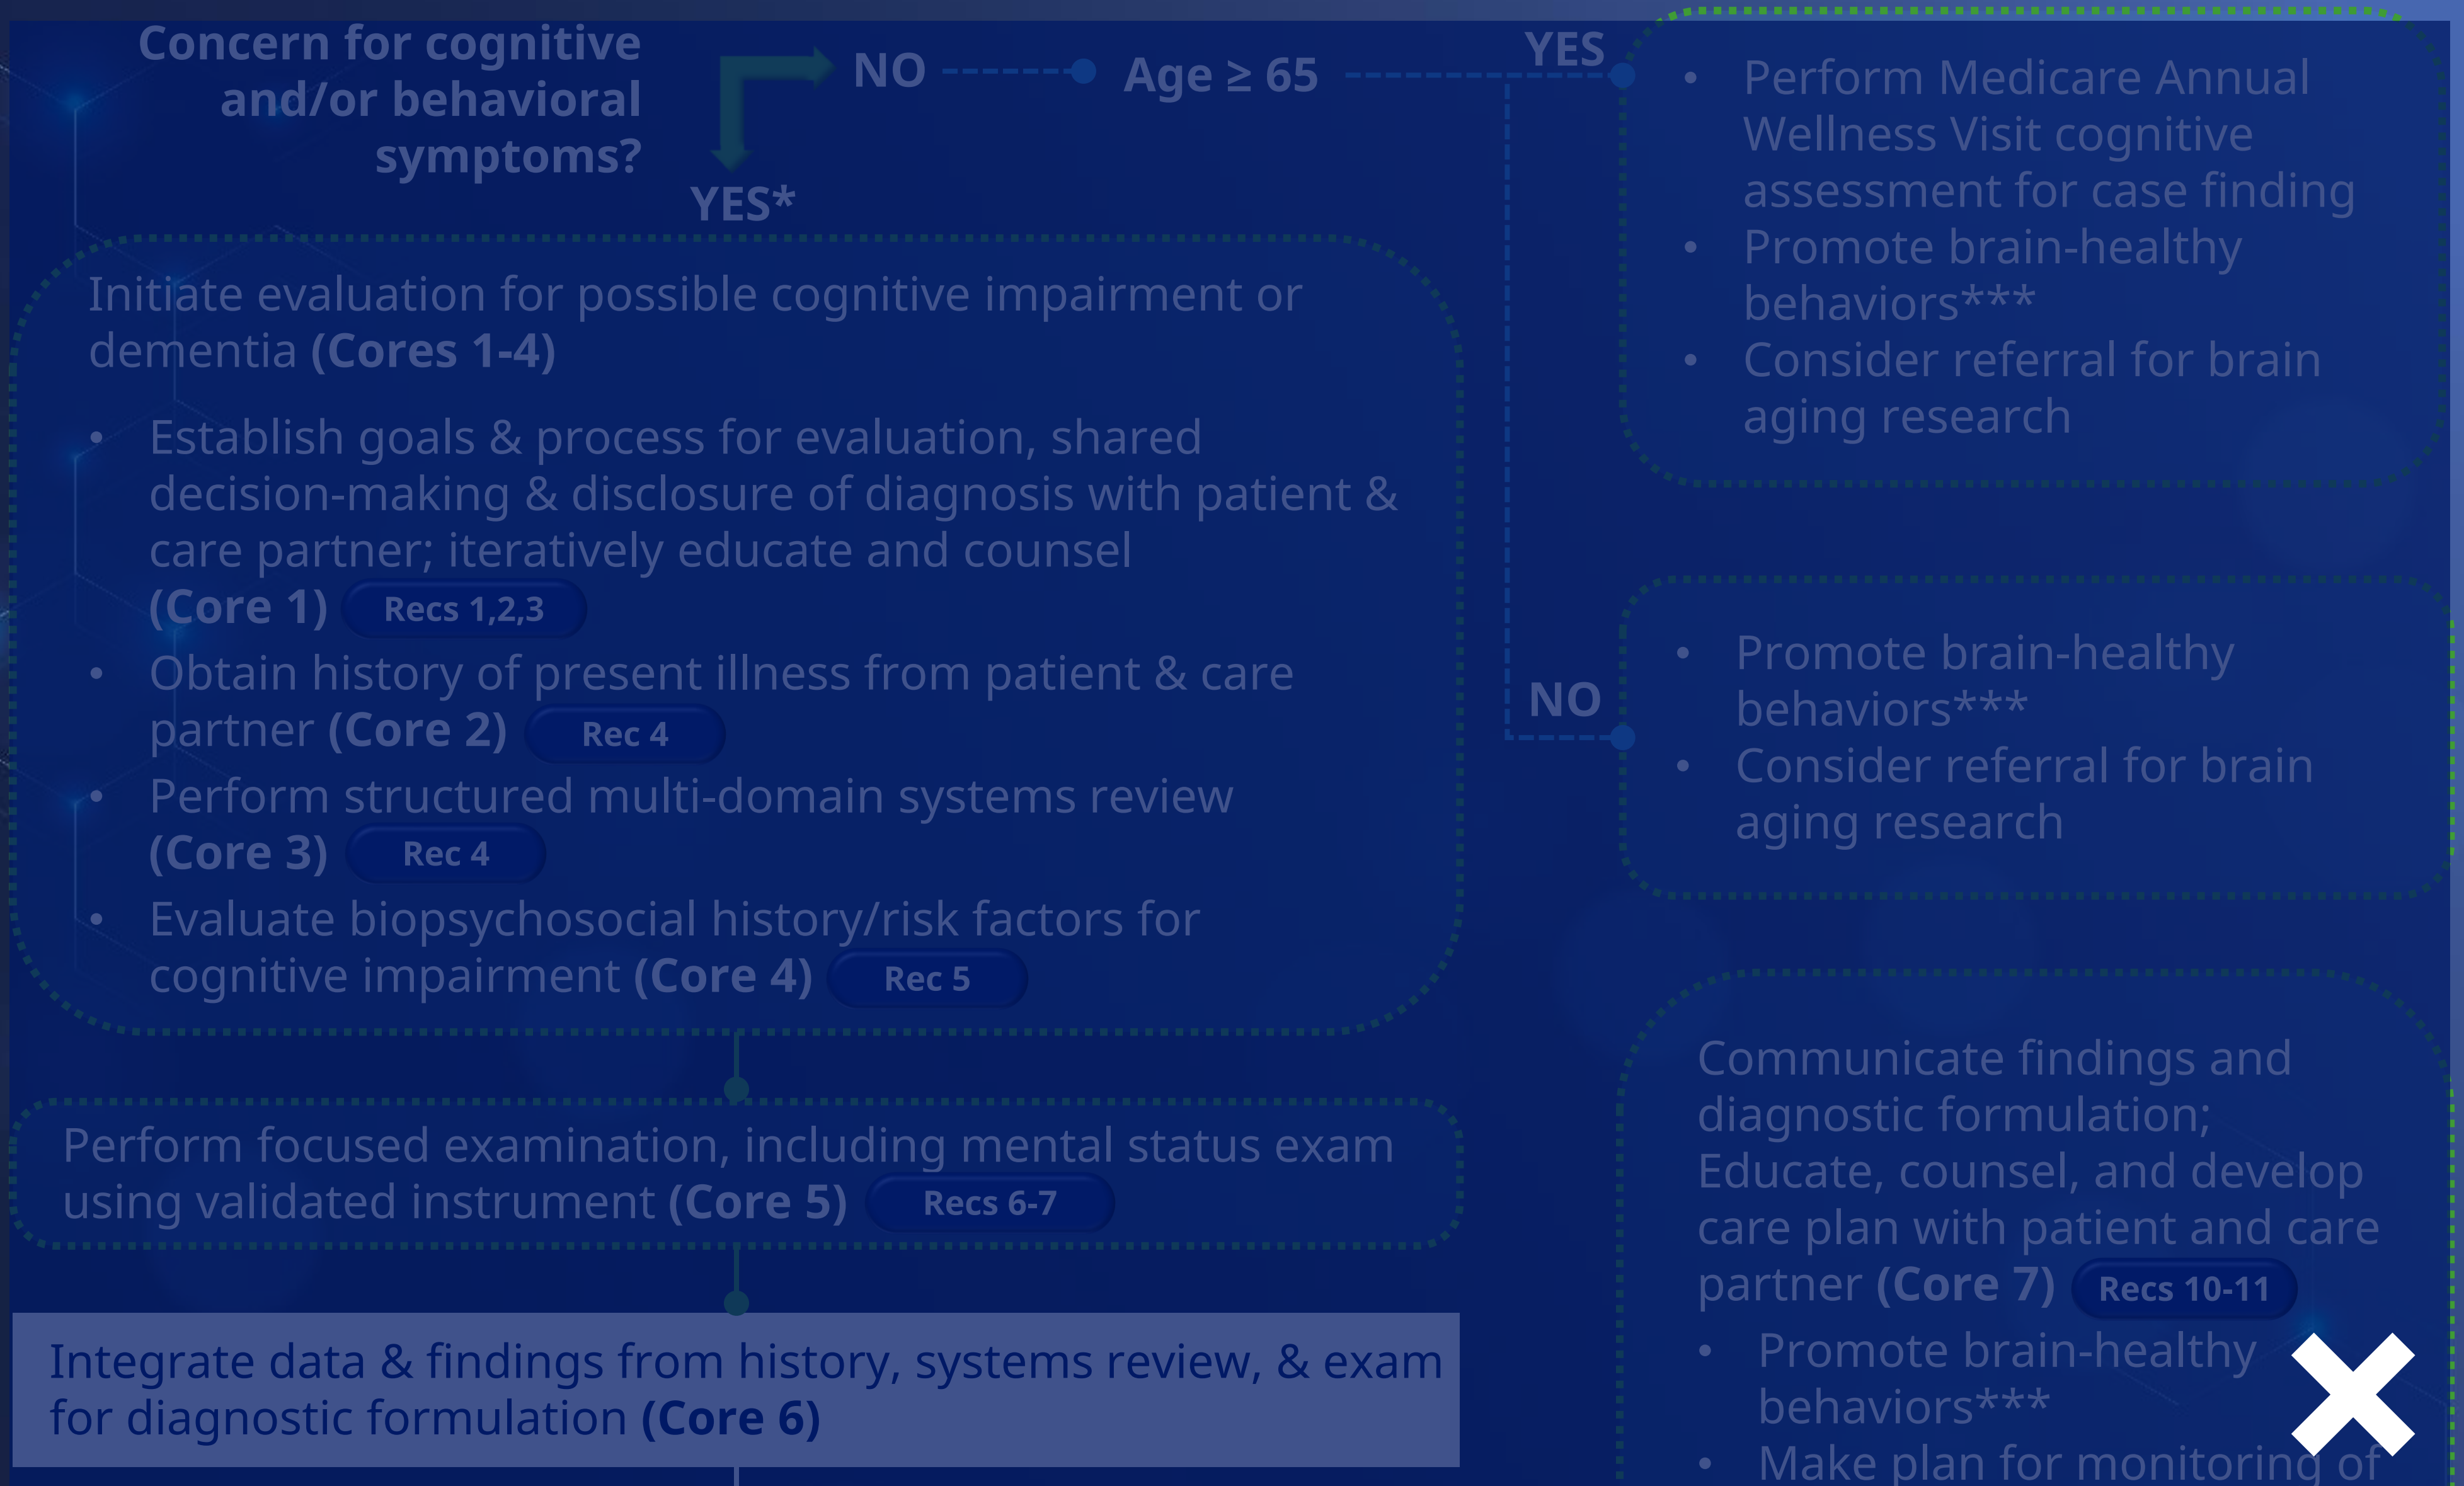 Concern for cognitive
and/or behavioral
symptoms?
NO
Age ≥ 65
YES
YES*
Initiate evaluation for possible cognitive impairment or
dementia (Cores 1-4)
• Establish goals & process for evaluation, shared
decision-making & disclosure of diagnosis with patient &
care partner; iteratively educate and counsel
(Core 1) Recs 1,2,3
• Obtain history of present illness from patient & care
partner (Core 2) Rec 4
• Perform structured multi-domain systems review
(Core 3) Rec 4
• Evaluate biopsychosocial history/risk factors for
cognitive impairment (Core 4) Rec 5
Perform focused examination, including mental status exam
using validated instrument (Core 5) Recs 6-7
Integrate data & findings from history, systems review, & exam
for diagnostic formulation (Core 6)
• Perform Medicare Annual
Wellness Visit cognitive
assessment for case finding
• Promote brain-healthy
behaviors***
• Consider referral for brain
aging research
NO
• Promote brain-healthy
behaviors***
• Consider referral for brain
aging research
Communicate findings and
diagnostic formulation;
Educate, counsel, and develop
care plan with patient and care
partner (Core 7) Recs 10-11
• Promote brain-healthy
behaviors***
• Make plan for monitoring of